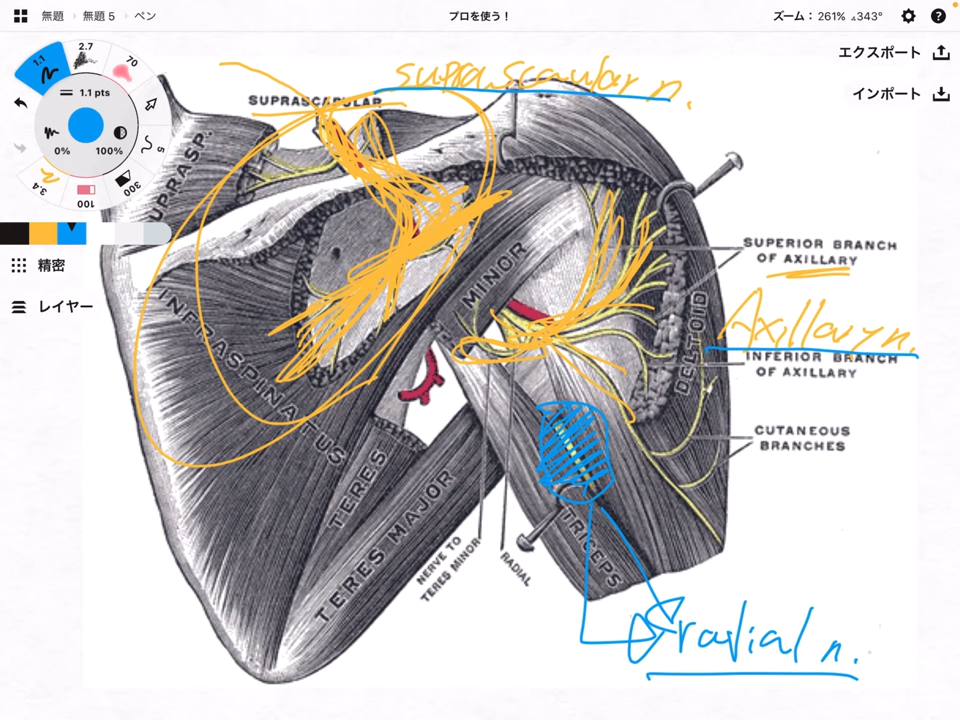 無題 › 無題 5 › ペン
プロを使う！
ズーム： 261% ⊿343°
エクスポート
インポート
1.1
2.7
70
1.1 pts
0%
100%
5
300
100
3.4
精密
レイヤー
suprascapular n.
SUPRASCAPULAR
UPRASP.
INFRASPINATUS
MINOR
TERES
TERES MAJOR
DELTOID
TRICEPS
SUPERIOR BRANCH
OF AXILLARY
Axillary n.
INFERIOR BRANCH
OF AXILLARY
CUTANEOUS
BRANCHES
NERVE TO
TERES MINOR
RADIAL
radial n.